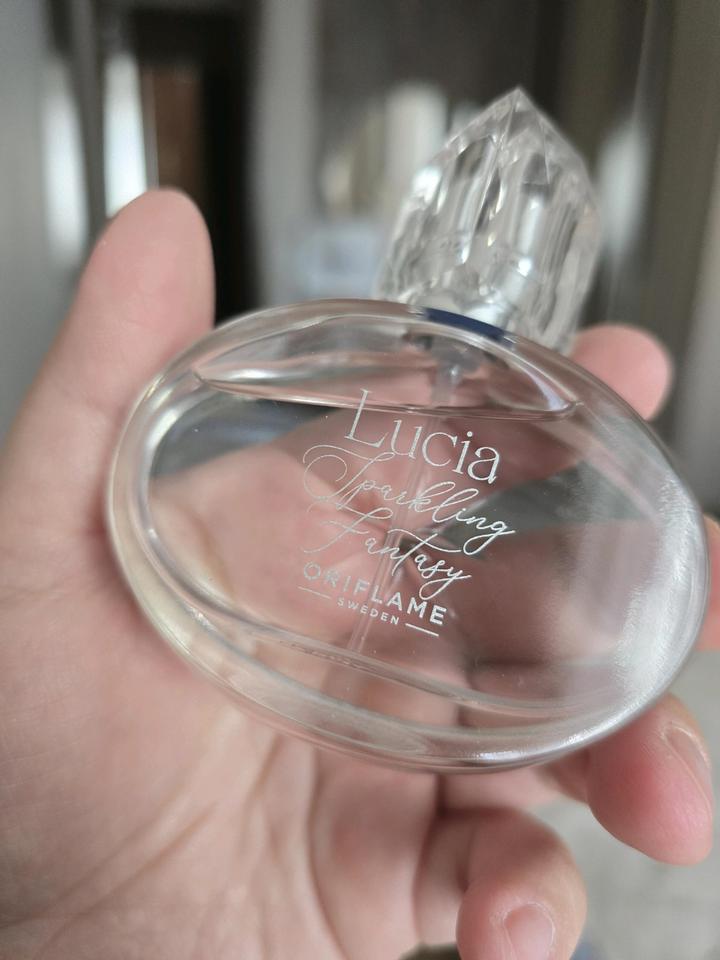 Lucia
Sparkling
Fantasy
ORIFLAME
SWEDEN